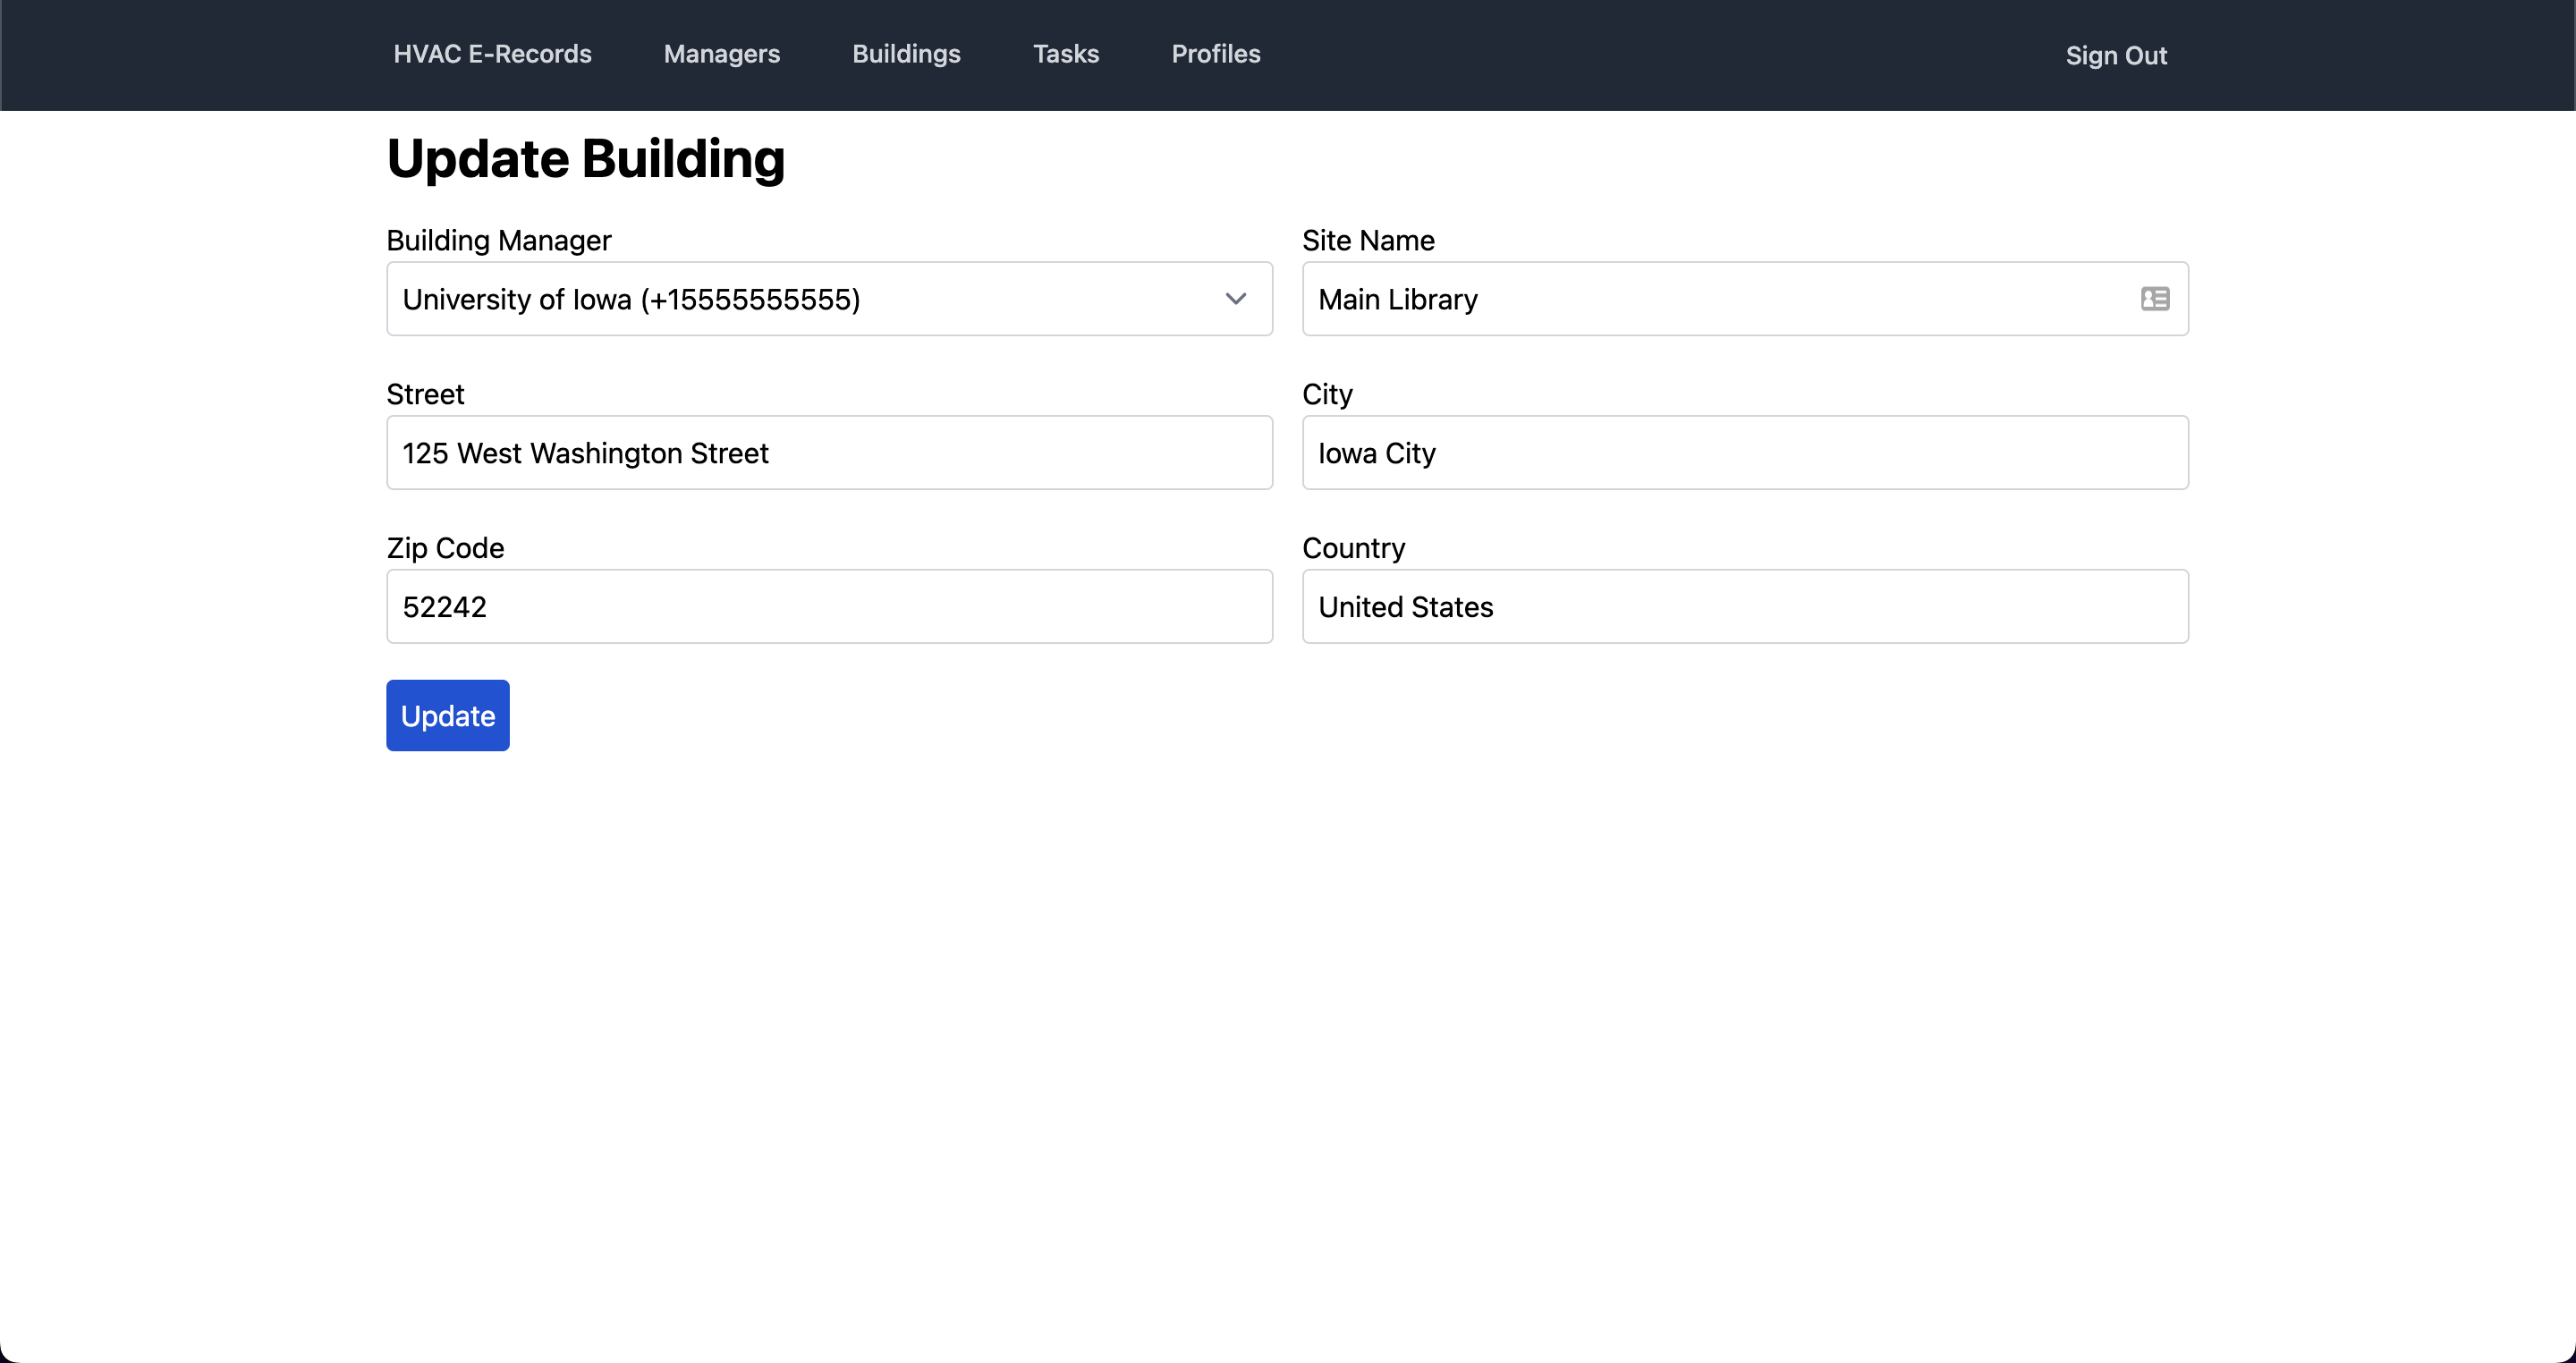 HVAC E-Records Managers Buildings Tasks Profiles Sign Out
Update Building
Building Manager
University of Iowa (+15555555555)
Site Name
Main Library
Street
125 West Washington Street
City
Iowa City
Zip Code
52242
Country
United States
Update